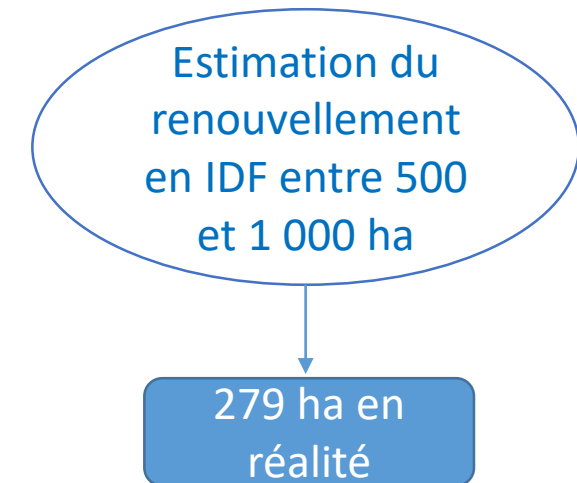 Estimation du
renouvellement
en IDF entre 500
et 1 000 ha
279 ha en
réalité